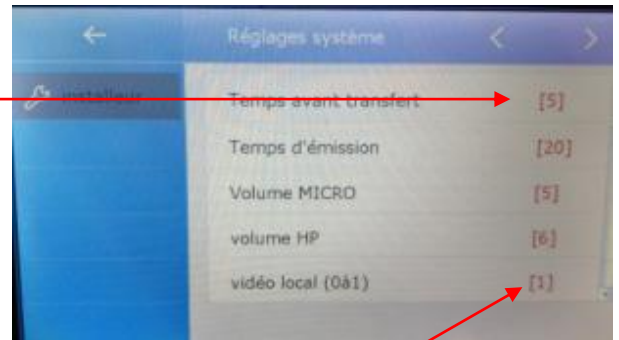 Réglages système
installeur
Temps avant transfert [5]
Temps d'émission [20]
Volume MICRO [5]
volume HP [6]
vidéo local (0à1) [1]